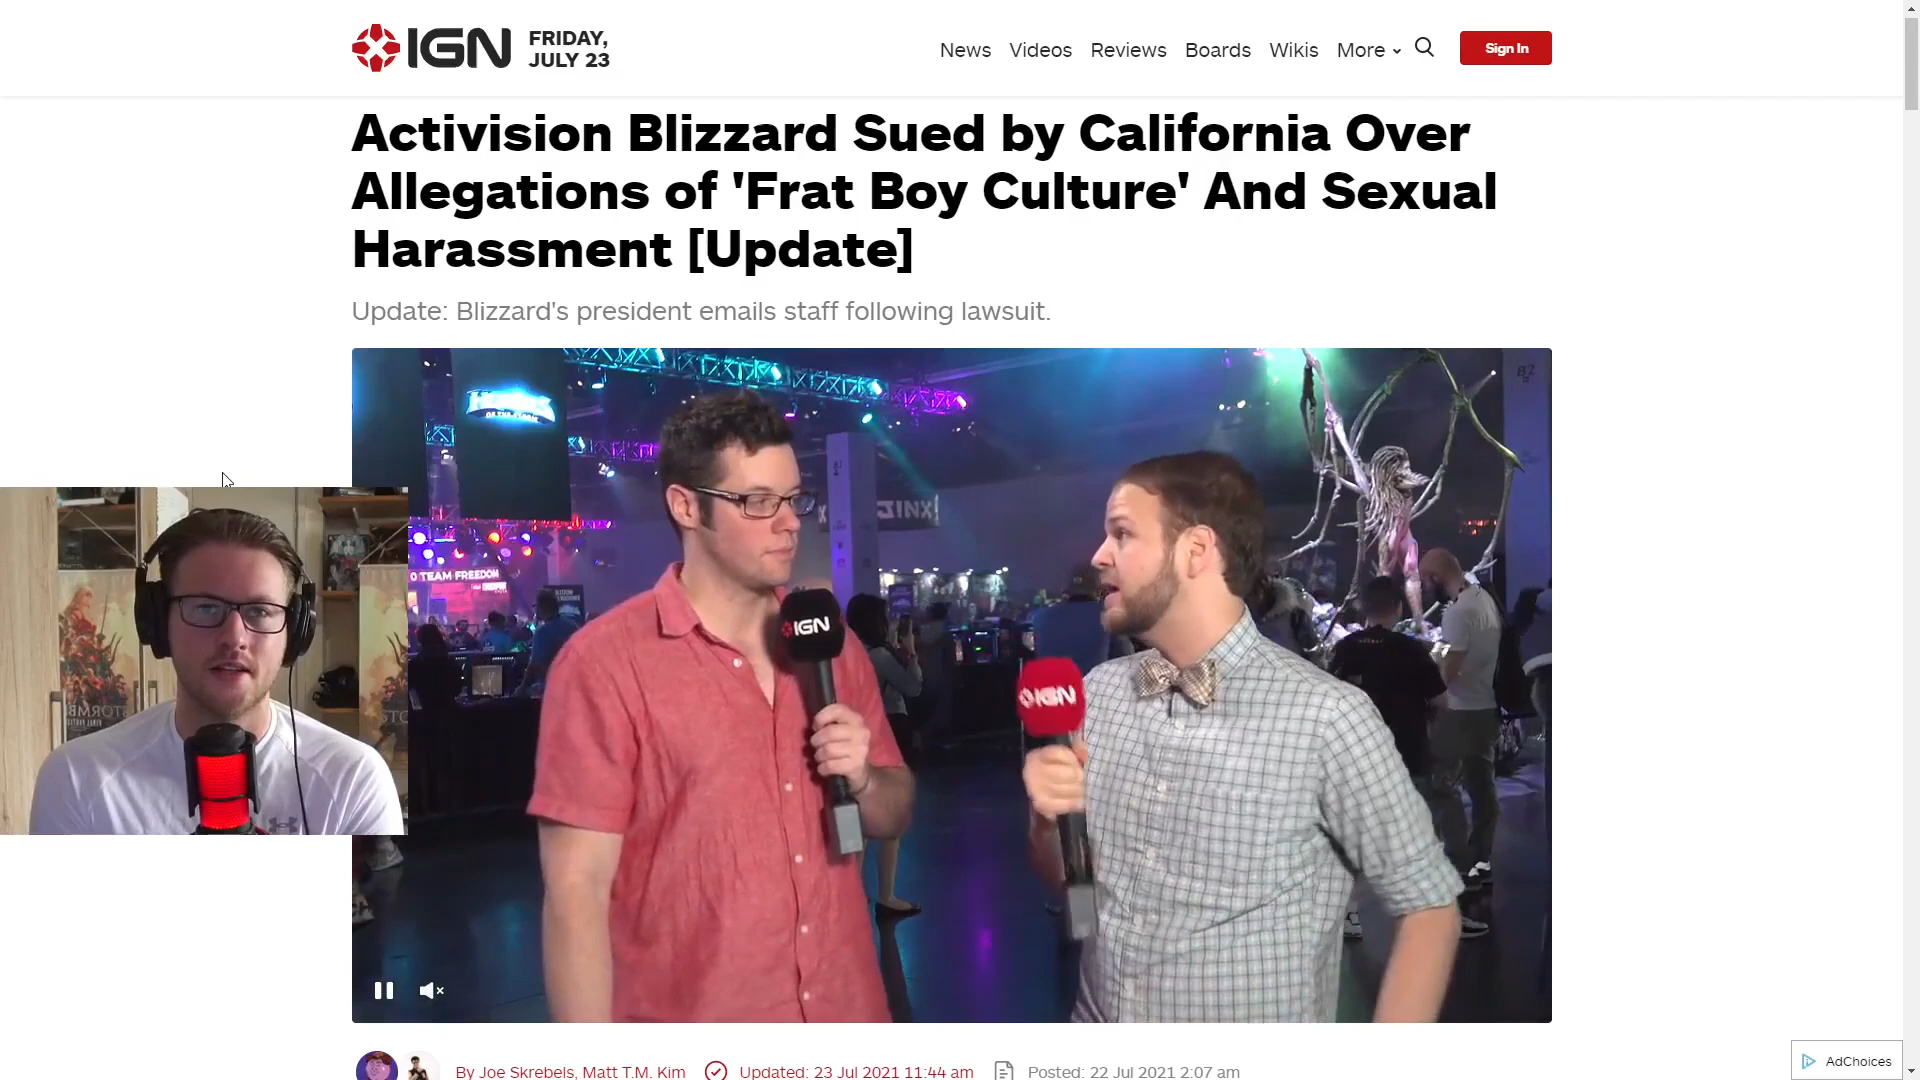 IGN
FRIDAY,
JULY 23
News Videos Reviews Boards Wikis More
Sign In
Activision Blizzard Sued by California Over
Allegations of 'Frat Boy Culture' And Sexual
Harassment [Update]
Update: Blizzard's president emails staff following lawsuit.
JINX
TEAM FREEDOM
IGN
IGN
By Joe Skrebels, Matt T.M. Kim
Updated: 23 Jul 2021 11:44 am
Posted: 22 Jul 2021 2:07 am
AdChoices